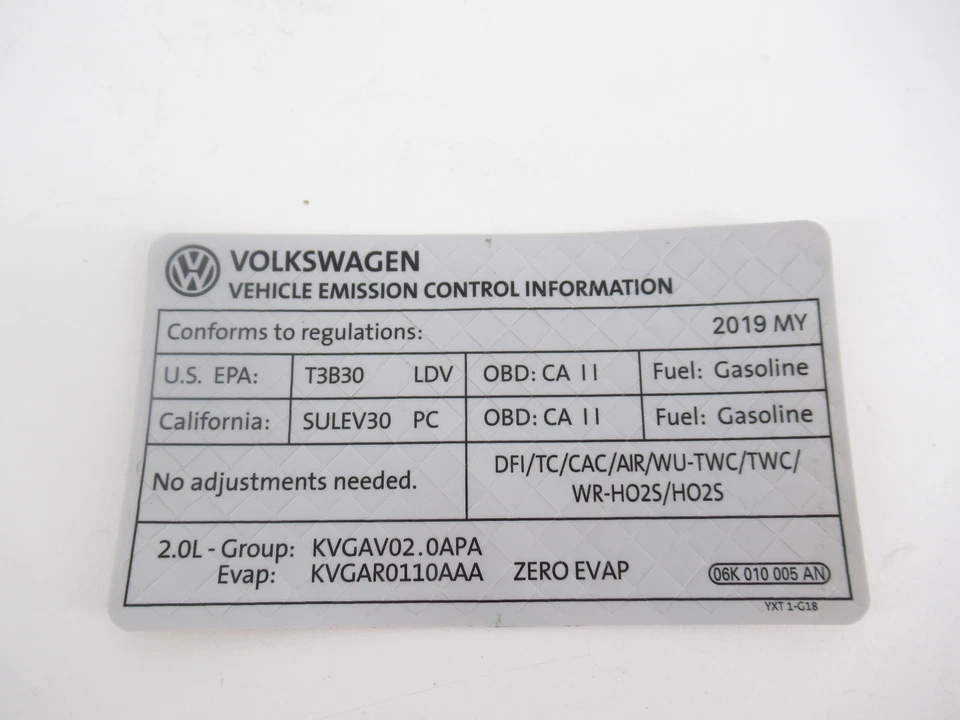 VOLKSWAGEN
VEHICLE EMISSION CONTROL INFORMATION
Conforms to regulations: 2019 MY
U.S. EPA: T3B30 LDV OBD: CA II Fuel: Gasoline
California: SULEV30 PC OBD: CA II Fuel: Gasoline
No adjustments needed.
DFI/TC/CAC/AIR/WU-TWC/TWC/
WR-HO2S/HO2S
2.0L - Group: KVGAV02.0APA
Evap: KVGAR0110AAA ZERO EVAP 06K 010 005 AN
YXT 1-G18